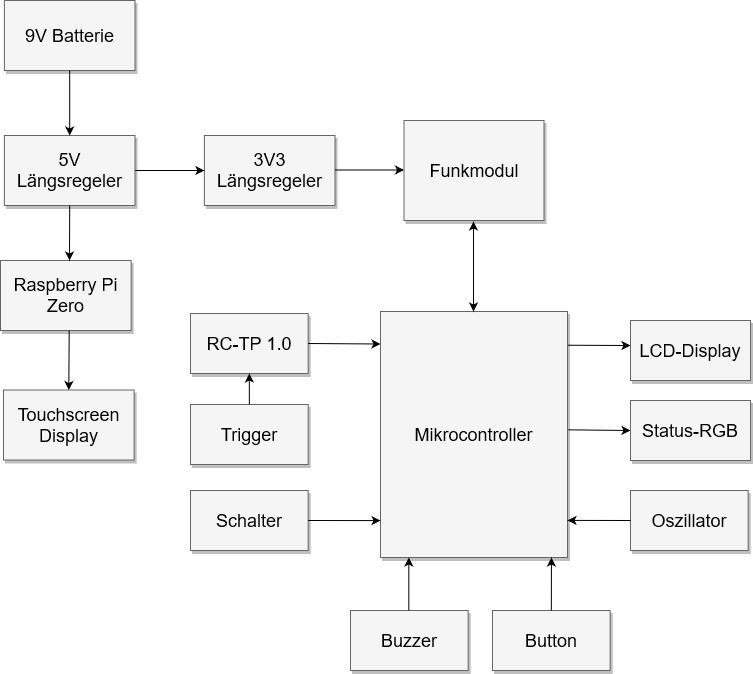 9V Batterie
5V
Längsregeler
3V3
Längsregeler
Funkmodul
Raspberry Pi
Zero
Touchscreen
Display
RC-TP 1.0
Trigger
Schalter
Mikrocontroller
LCD-Display
Status-RGB
Oszillator
Buzzer
Button